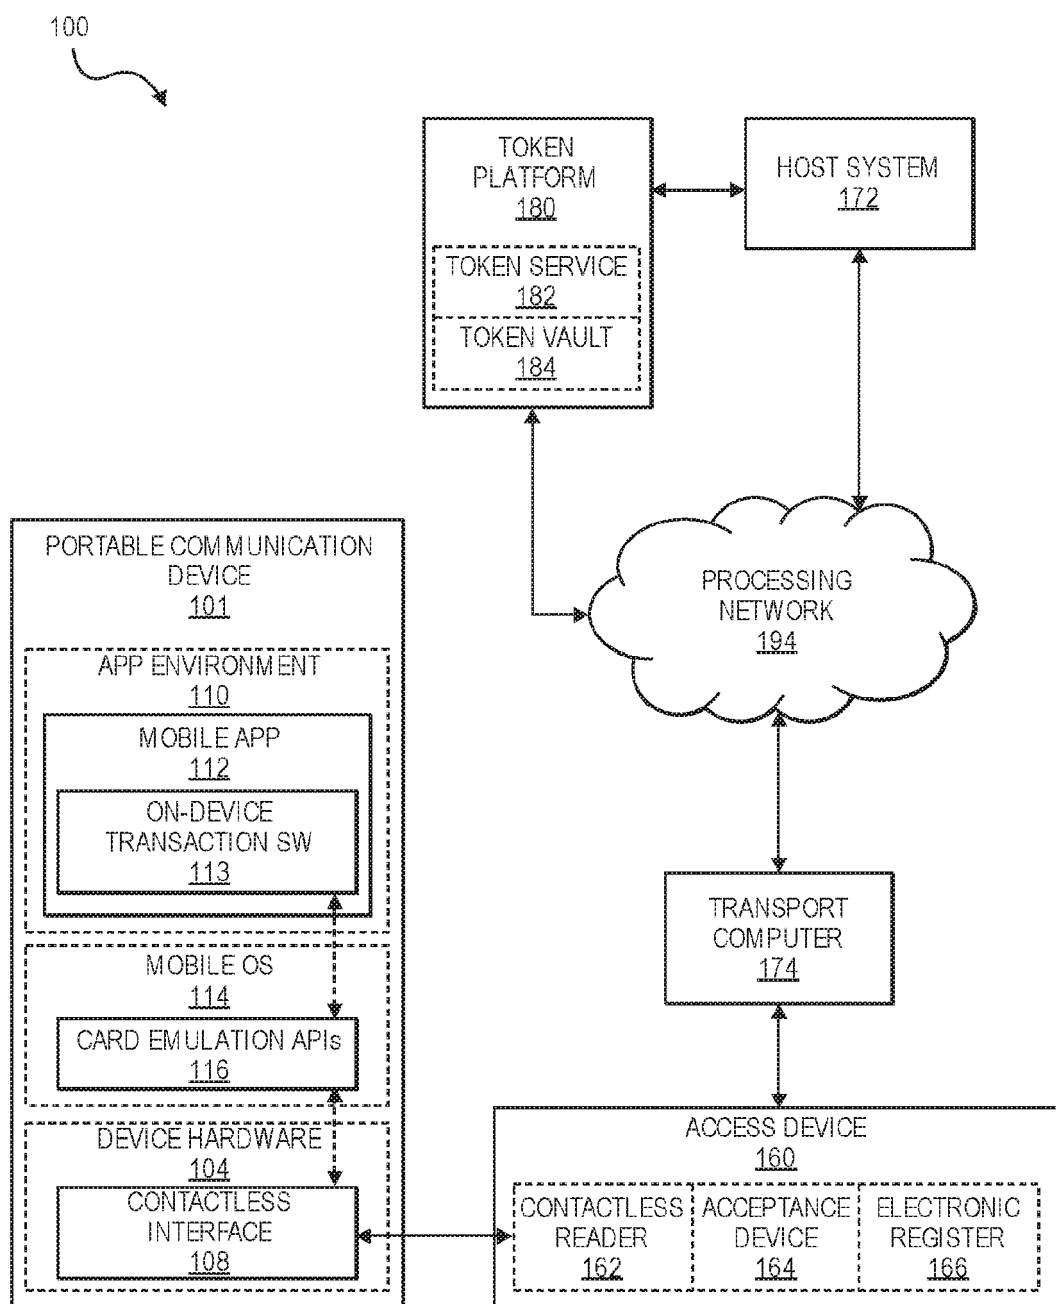 100
TOKEN
PLATFORM
180
TOKEN SERVICE
182
TOKEN VAULT
184
HOST SYSTEM
172
PROCESSING
NETWORK
194
PORTABLE COMMUNICATION
DEVICE
101
APP ENVIRONMENT
110
MOBILE APP
112
ON-DEVICE
TRANSACTION SW
113
MOBILE OS
114
CARD EMULATION APIs
116
DEVICE HARDWARE
104
CONTACTLESS
INTERFACE
108
TRANSPORT
COMPUTER
174
ACCESS DEVICE
160
CONTACTLESS
READER
162
ACCEPTANCE
DEVICE
164
ELECTRONIC
REGISTER
166